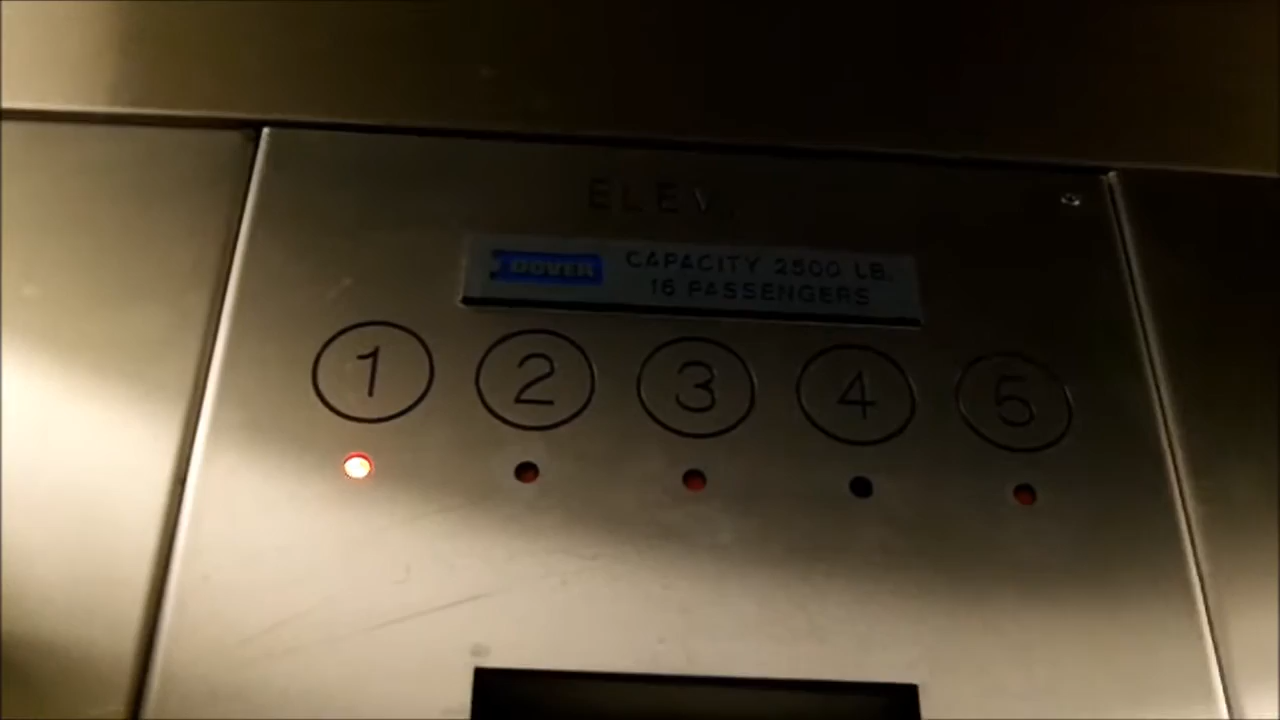 ELEV.
DOVER
CAPACITY 2500 LB.
16 PASSENGERS
1 2 3 4 5